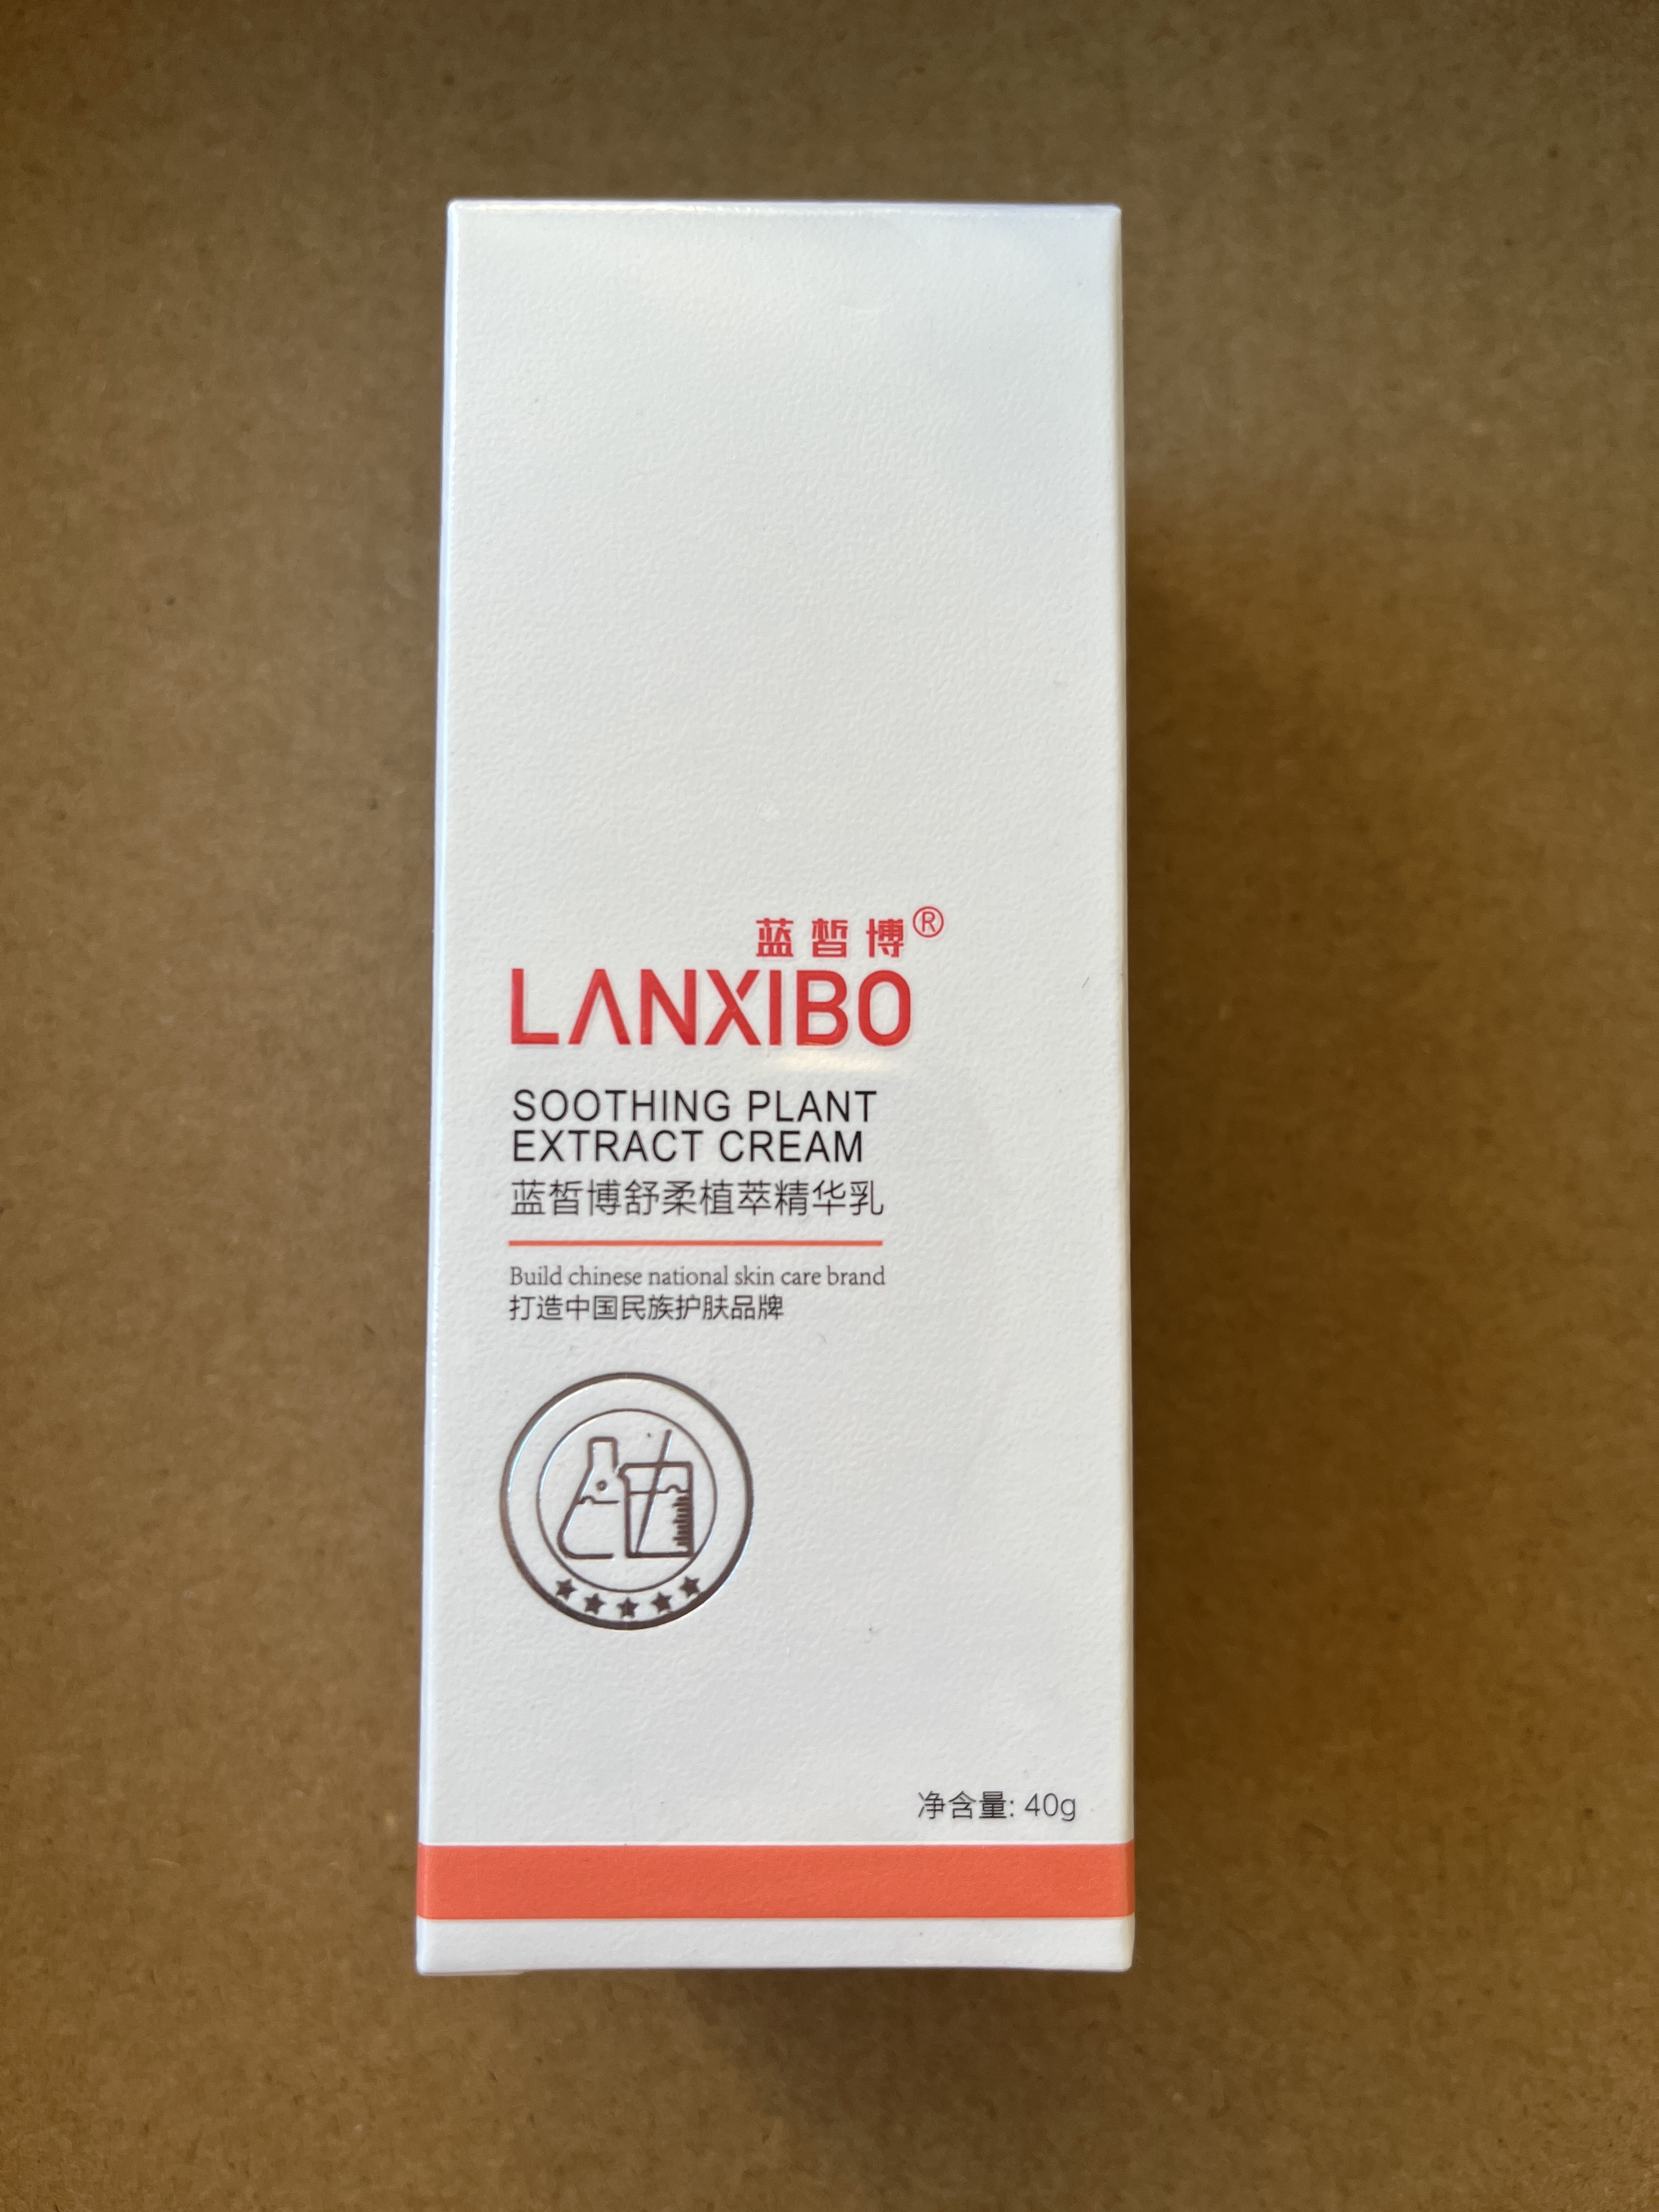 蓝皙博®
LANXIBO
SOOTHING PLANT
EXTRACT CREAM
蓝皙博舒柔植萃精华乳
Build chinese national skin care brand
打造中国民族护肤品牌
净含量: 40g